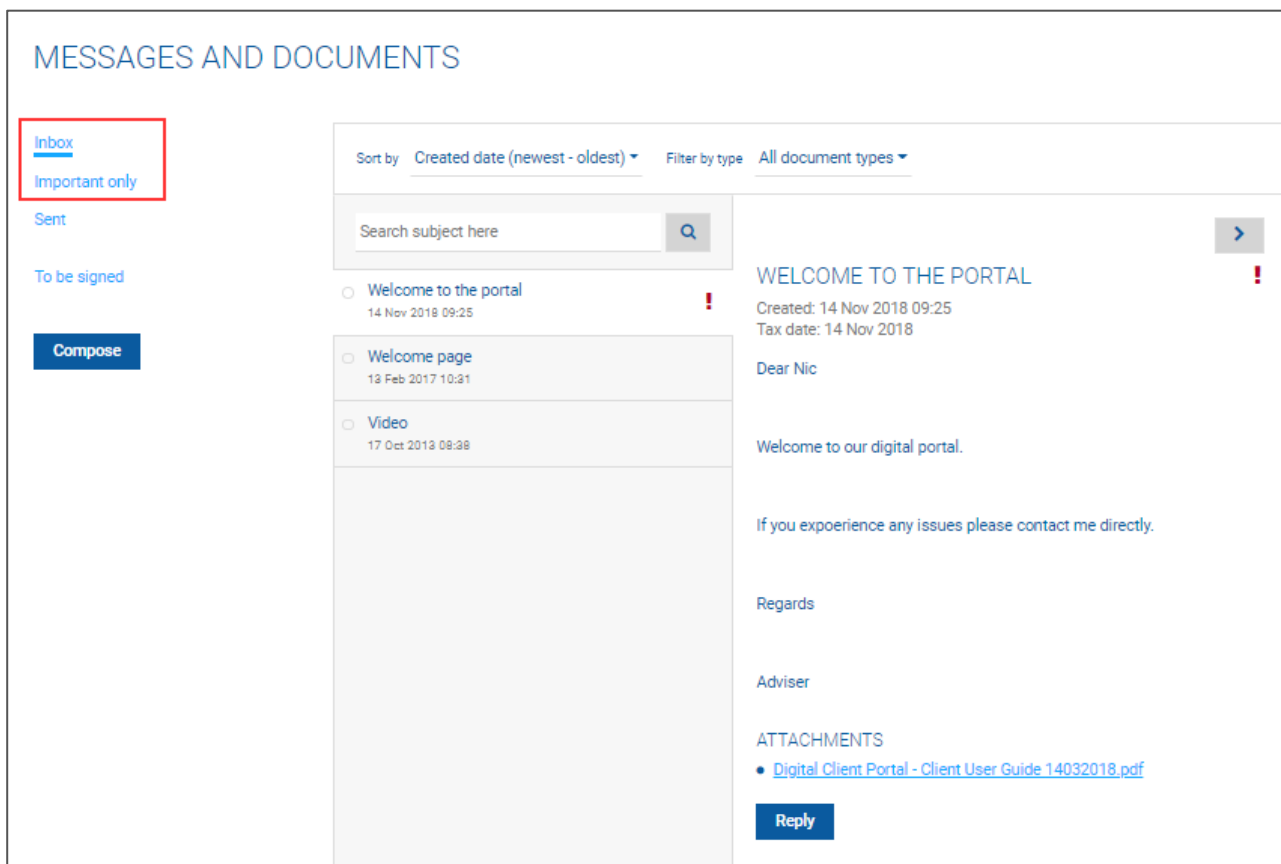 MESSAGES AND DOCUMENTS
Inbox
Important only
Sent
To be signed
Compose
Sort by Created date (newest - oldest) Filter by type All document types
Search subject here
Welcome to the portal
14 Nov 2018 09:25
Welcome page
13 Feb 2017 10:31
Video
17 Oct 2013 08:38
WELCOME TO THE PORTAL
Created: 14 Nov 2018 09:25
Tax date: 14 Nov 2018
Dear Nic
Welcome to our digital portal.
If you expoerience any issues please contact me directly.
Regards
Adviser
ATTACHMENTS
Digital Client Portal - Client User Guide 14032018.pdf
Reply